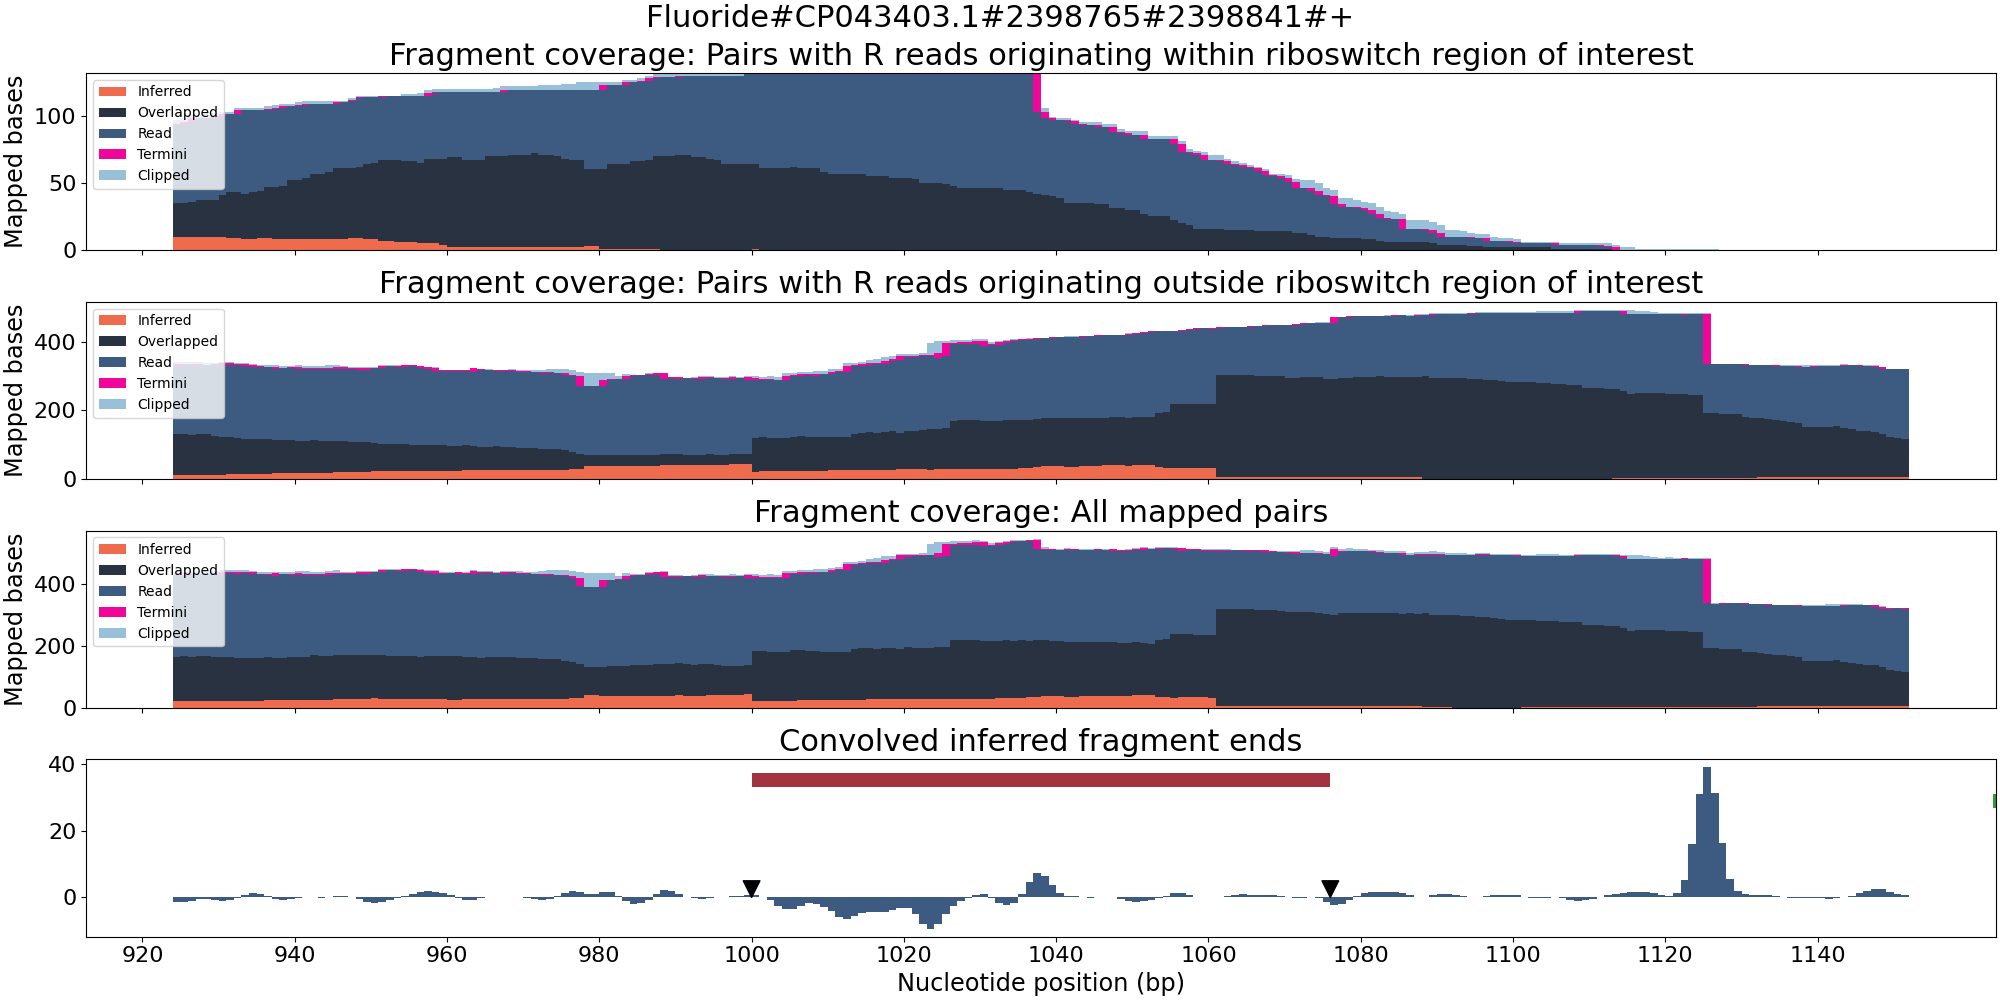 Fluoride#CP043403.1#2398765#2398841#+
Fragment coverage: Pairs with R reads originating within riboswitch region of interest
Mapped bases
100
50
0
Inferred
Overlapped
Read
Termini
Clipped
Fragment coverage: Pairs with R reads originating outside riboswitch region of interest
Mapped bases
400
200
0
Inferred
Overlapped
Read
Termini
Clipped
Fragment coverage: All mapped pairs
Mapped bases
400
200
0
Inferred
Overlapped
Read
Termini
Clipped
Convolved inferred fragment ends
40
20
0
920 940 960 980 1000 1020 1040 1060 1080 1100 1120 1140
Nucleotide position (bp)